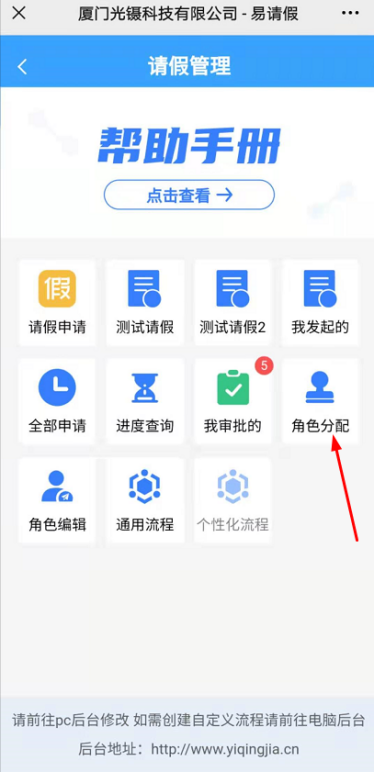 厦门光镊科技有限公司 - 易请假
请假管理
帮助手册
点击查看
假
请假申请
测试请假
测试请假2
我发起的
5
全部申请
进度查询
我审批的
角色分配
角色编辑
通用流程
个性化流程
请前往pc后台修改 如需创建自定义流程请前往电脑后台
后台地址：http://www.yiqingjia.cn